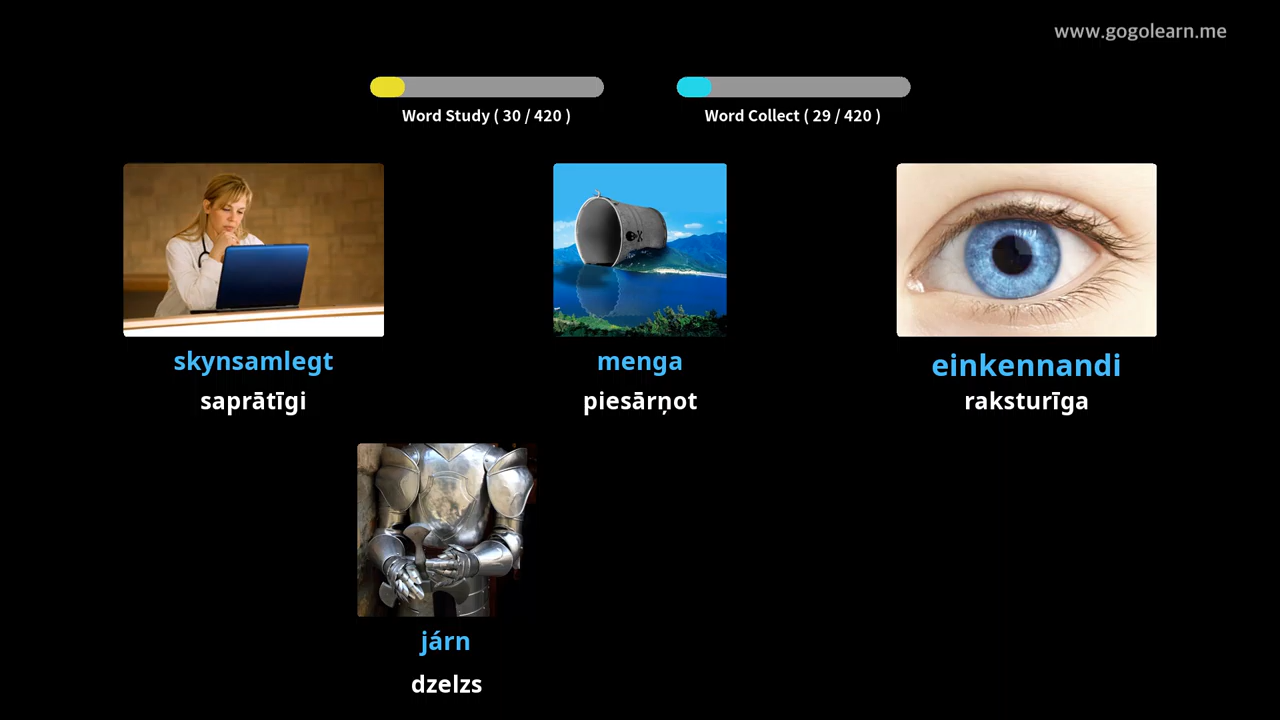 www.gogolearn.me
Word Study ( 30 / 420 )
Word Collect ( 29 / 420 )
skynsamlegt
saprātīgi
menga
piesārņot
einkennandi
raksturīga
járn
dzelzs